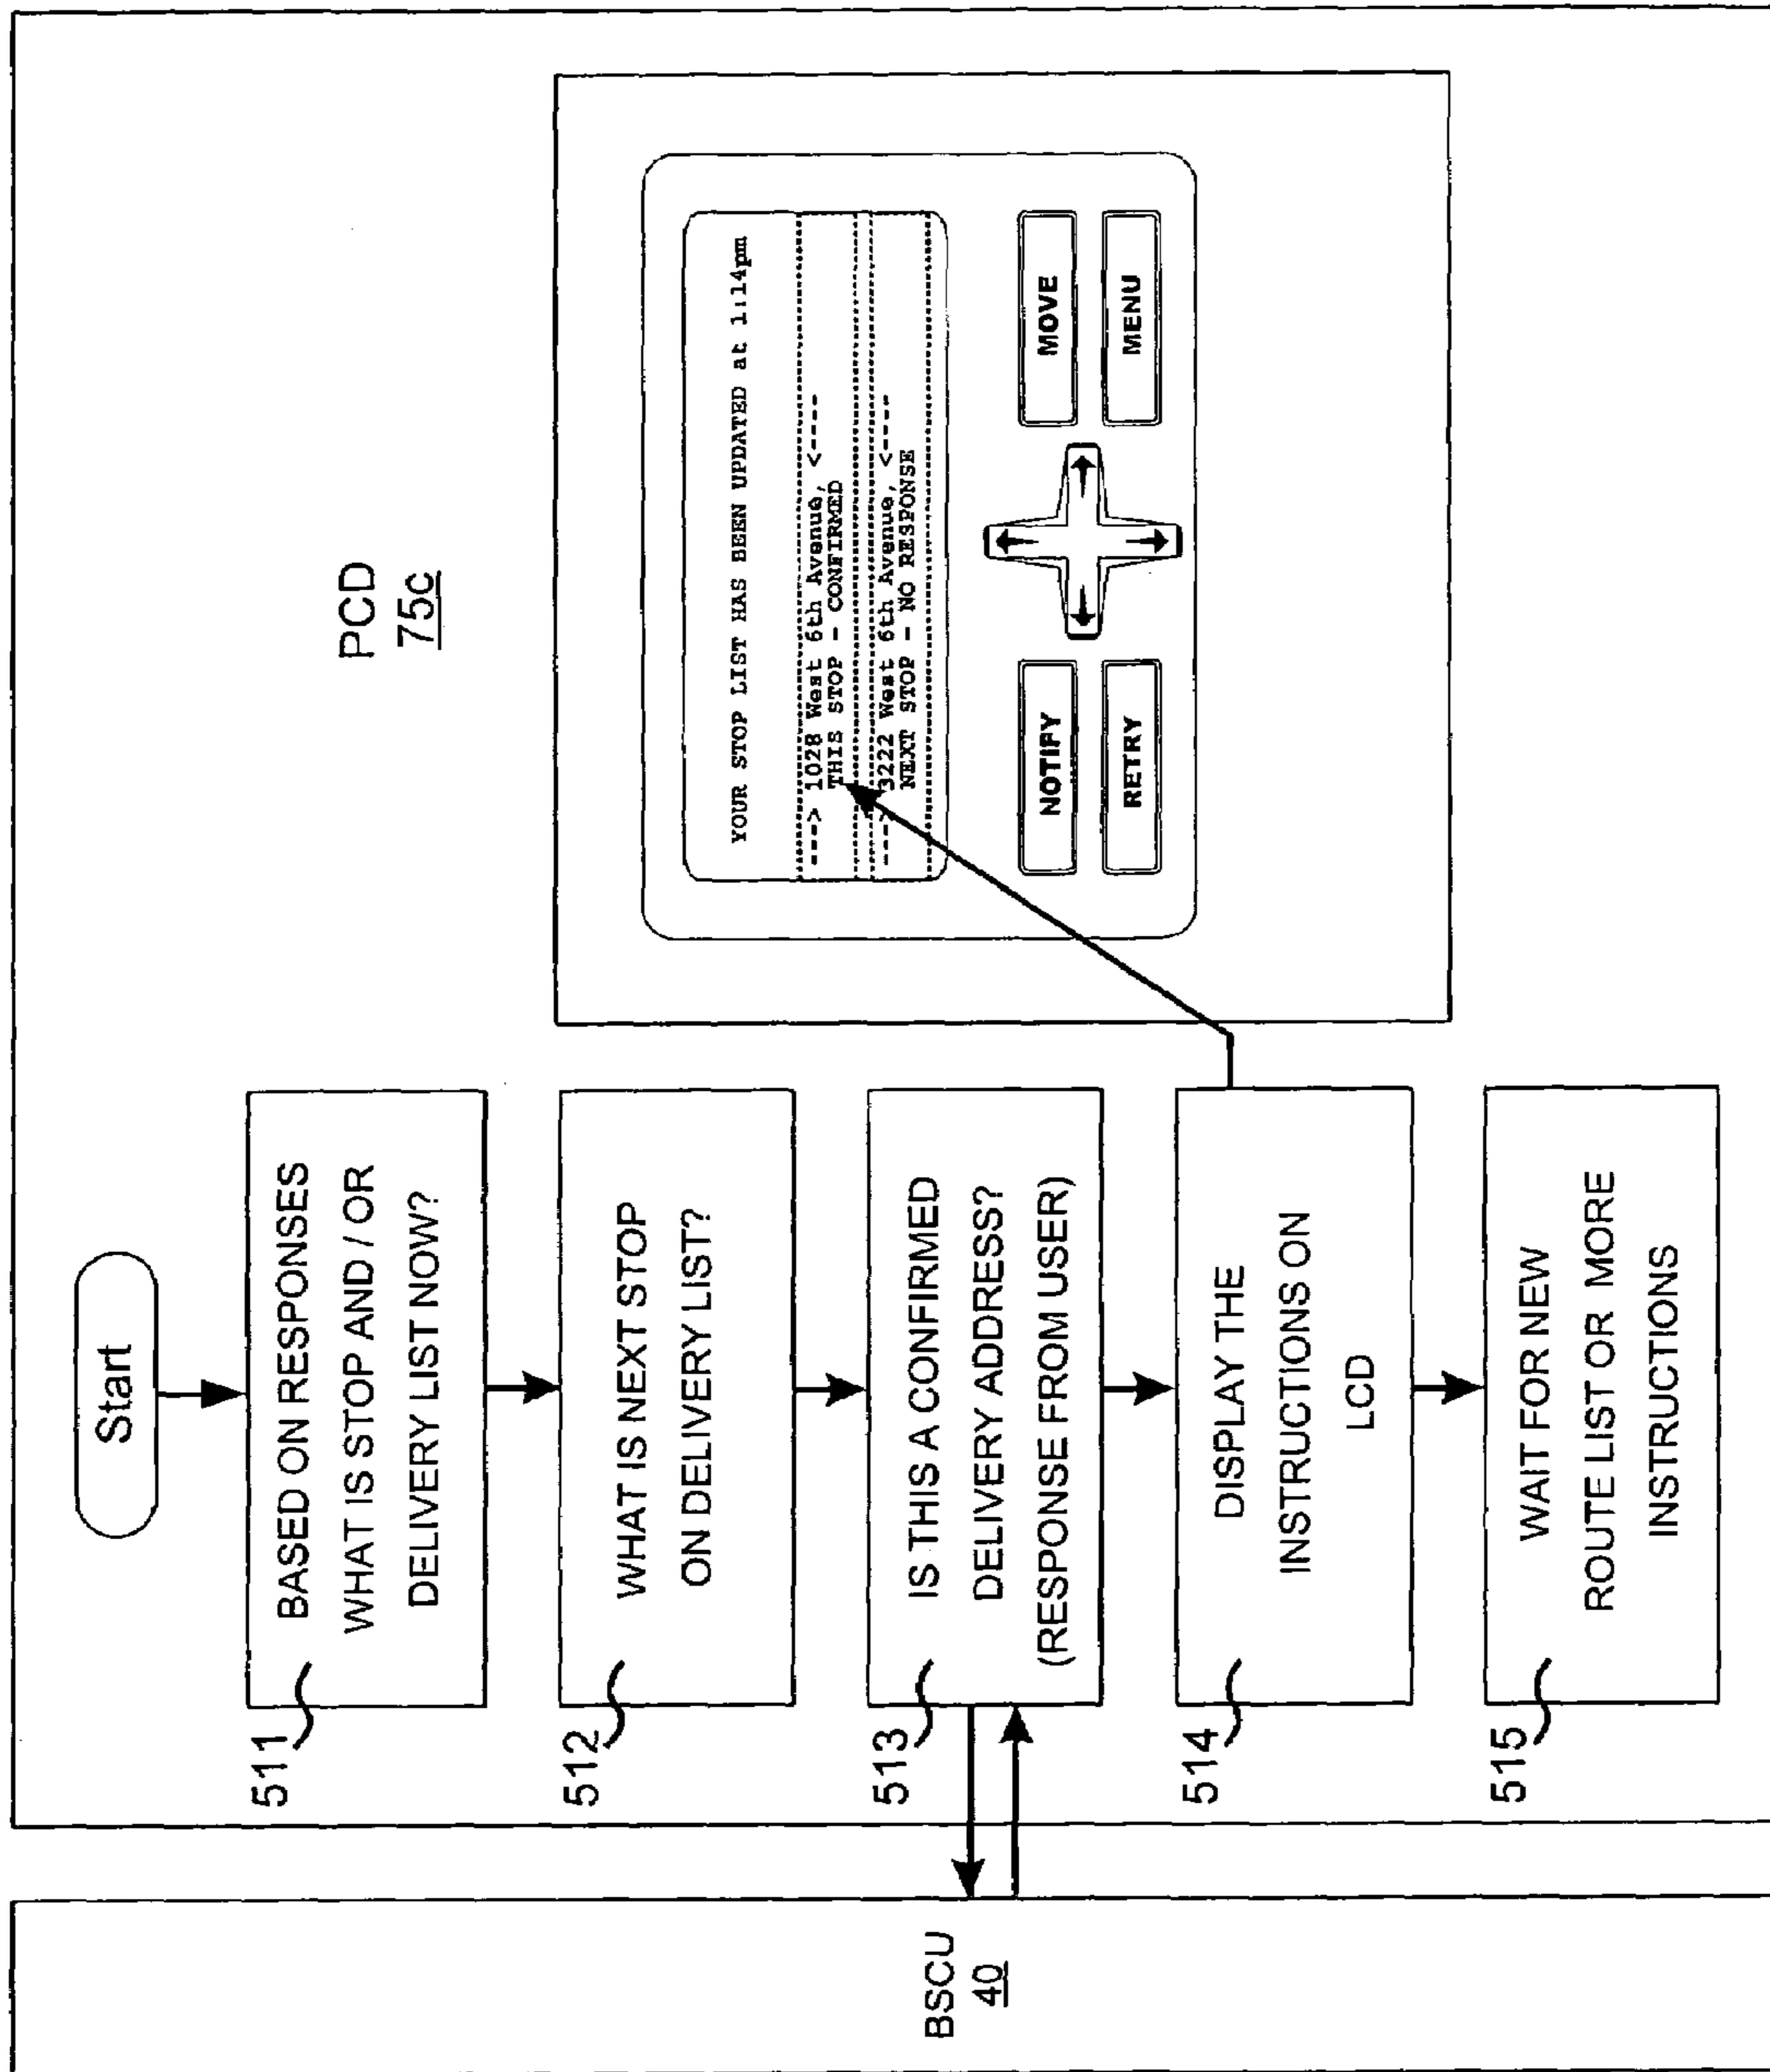 BSCU
40
PCD
75c
Start
511
BASED ON RESPONSES
WHAT IS STOP AND / OR
DELIVERY LIST NOW?
512
WHAT IS NEXT STOP
ON DELIVERY LIST?
513
IS THIS A CONFIRMED
DELIVERY ADDRESS?
(RESPONSE FROM USER)
514
DISPLAY THE
INSTRUCTIONS ON
LCD
515
WAIT FOR NEW
ROUTE LIST OR MORE
INSTRUCTIONS
YOUR STOP LIST HAS BEEN UPDATED at 1:14pm
---> 1028 West 6th Avenue, <----
THIS STOP - CONFIRMED
---> 3222 West 6th Avenue, <----
NEXT STOP - NO RESPONSE
NOTIFY
MOVE
RETRY
MENU